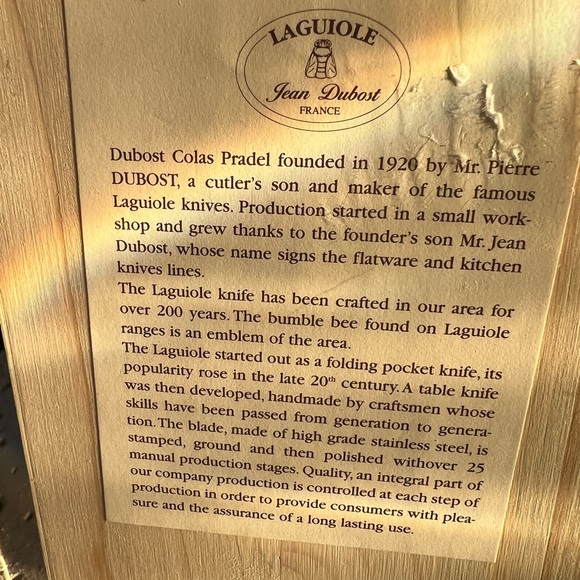 LAGUIOLE
Jean Dubost
FRANCE
Dubost Colas Pradel founded in 1920 by Mr. Pierre
DUBOST, a cutler's son and maker of the famous
Laguiole knives. Production started in a small work-
shop and grew thanks to the founder's son Mr. Jean
Dubost, whose name signs the flatware and kitchen
knives lines.
The Laguiole knife has been crafted in our area for
over 200 years. The bumble bee found on Laguiole
ranges is an emblem of the area.
The Laguiole started out as a folding pocket knife, its
popularity rose in the late 20th century. A table knife
was then developed, handmade by craftsmen whose
skills have been passed from generation to genera-
tion. The blade, made of high grade stainless steel, is
stamped, ground and then polished withover 25
manual production stages. Quality, an integral part of
our company production is controlled at each step of
production in order to provide consumers with plea-
sure and the assurance of a long lasting use.